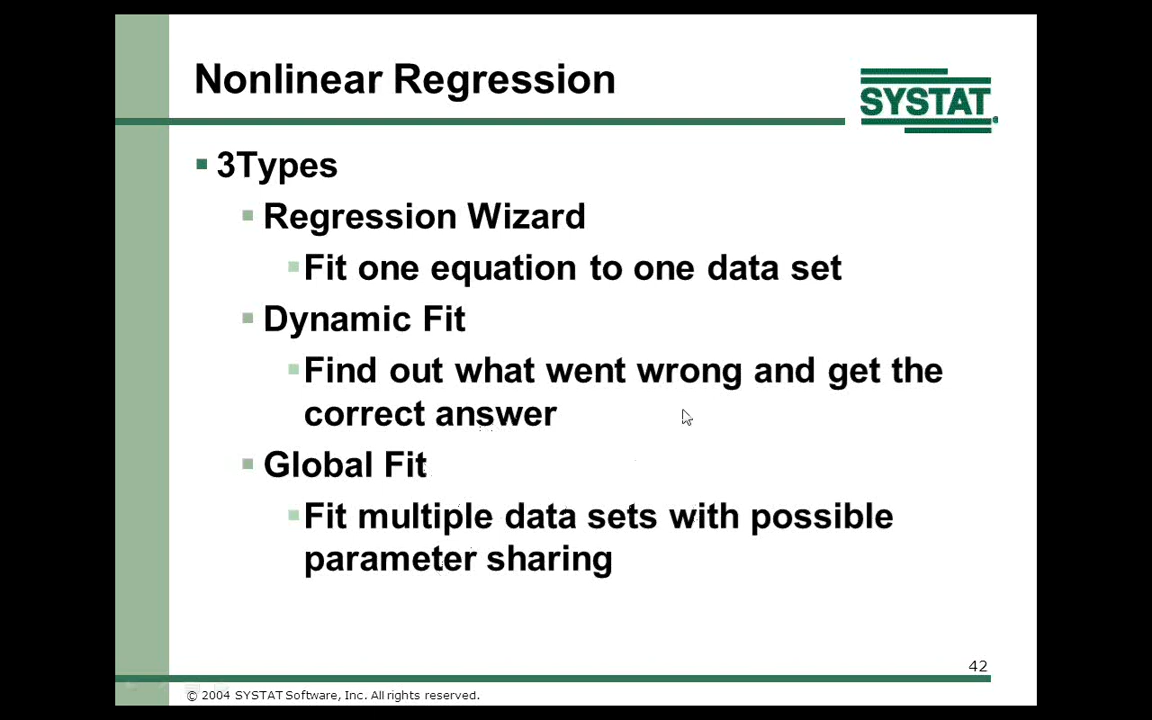 Nonlinear Regression
SYSTAT®
3Types
Regression Wizard
Fit one equation to one data set
Dynamic Fit
Find out what went wrong and get the
correct answer
Global Fit
Fit multiple data sets with possible
parameter sharing
42
© 2004 SYSTAT Software, Inc. All rights reserved.